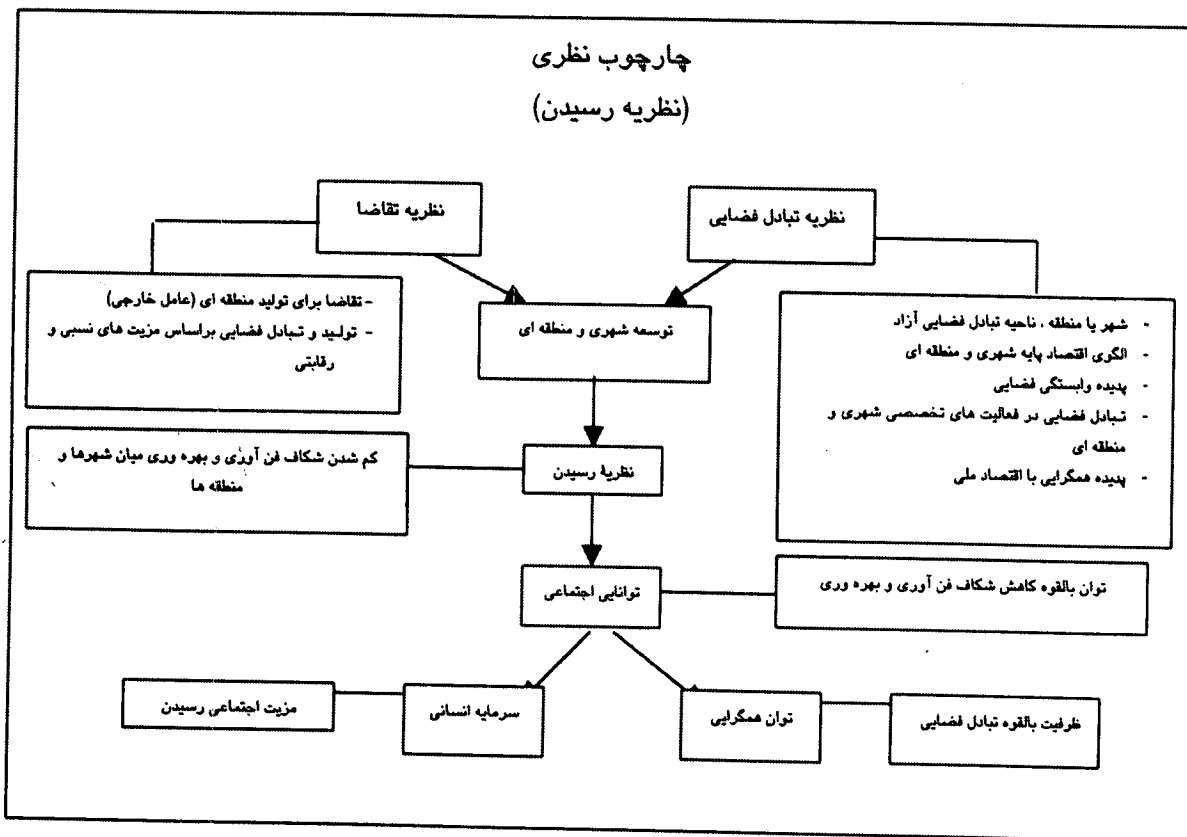 چارچوب نظری
(نظریه رسیدن)
نظریه تبادل فضایی
نظریه تقاضا
- شهر یا منطقه ، ناحیه تبادل فضایی آزاد
- الگوی اقتصاد پایه شهری و منطقه ای
- پدیده وابستگی فضایی
- تبادل فضایی در فعالیت های تخصصی شهری و
منطقه ای
- پدیده همگرایی با اقتصاد ملی
- تقاضا برای تولید منطقه ای (عامل خارجی)
- تولید و تبادل فضایی براساس مزیت های نسبی و
رقابتی
توسعه شهری و منطقه ای
نظریهٔ رسیدن
کم شدن شکاف فن آوری و بهره وری میان شهرها و
منطقه ها
توانایی اجتماعی
توان بالقوه کاهش شکاف فن آوری و بهره وری
ظرفیت بالقوه تبادل فضایی
توان همگرایی
سرمایه انسانی
مزیت اجتماعی رسیدن